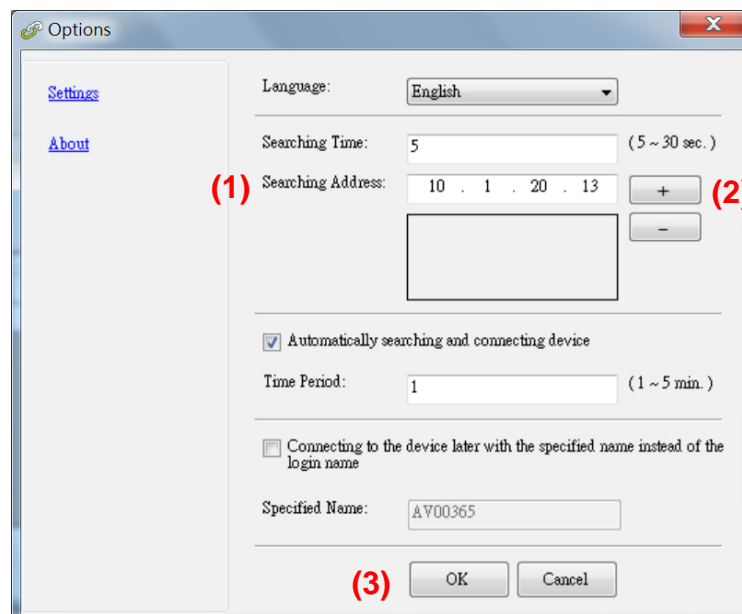 Options
Settings
About
Language: English
Searching Time: 5 ( 5 ~ 30 sec. )
(1) Searching Address: 10 . 1 . 20 . 13 + (2)
–
Automatically searching and connecting device
Time Period: 1 ( 1 ~ 5 min. )
Connecting to the device later with the specified name instead of the
login name
Specified Name: AV00365
(3) OK Cancel